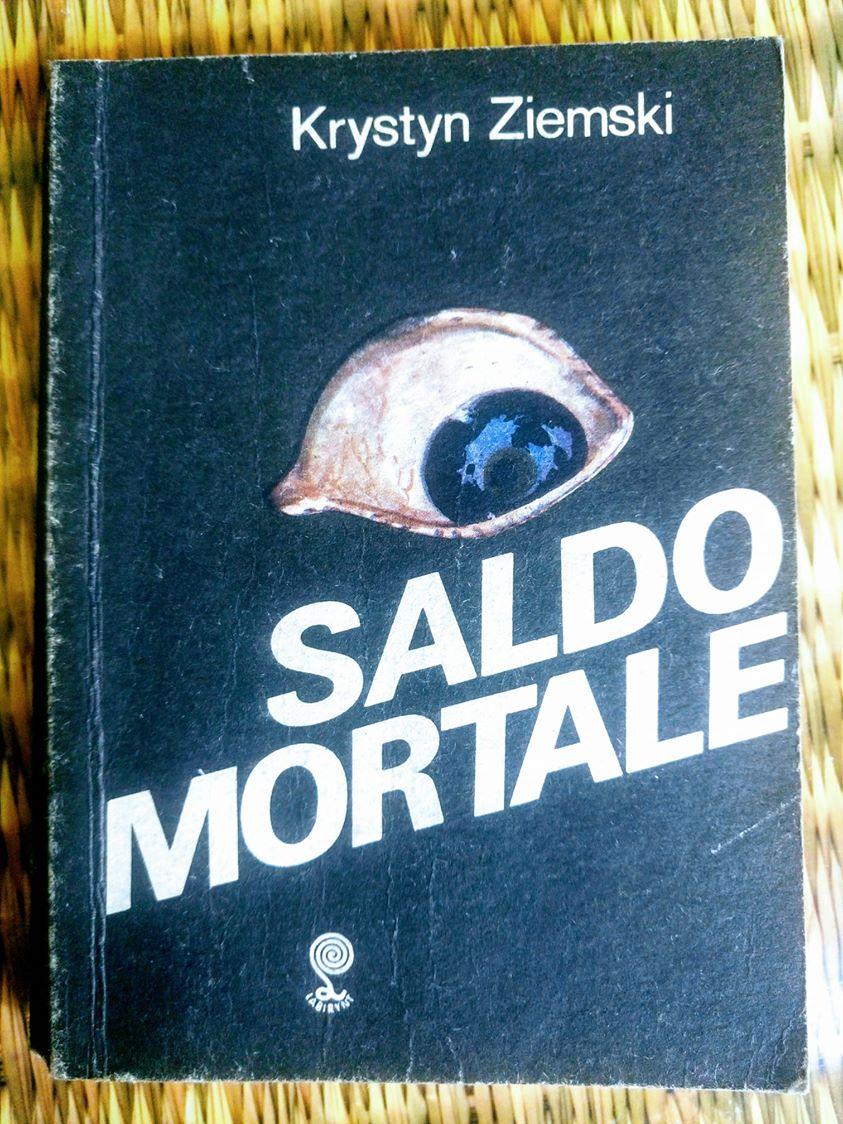 Krystyn Ziemski
SALDO
MORTALE
LABIRYNT